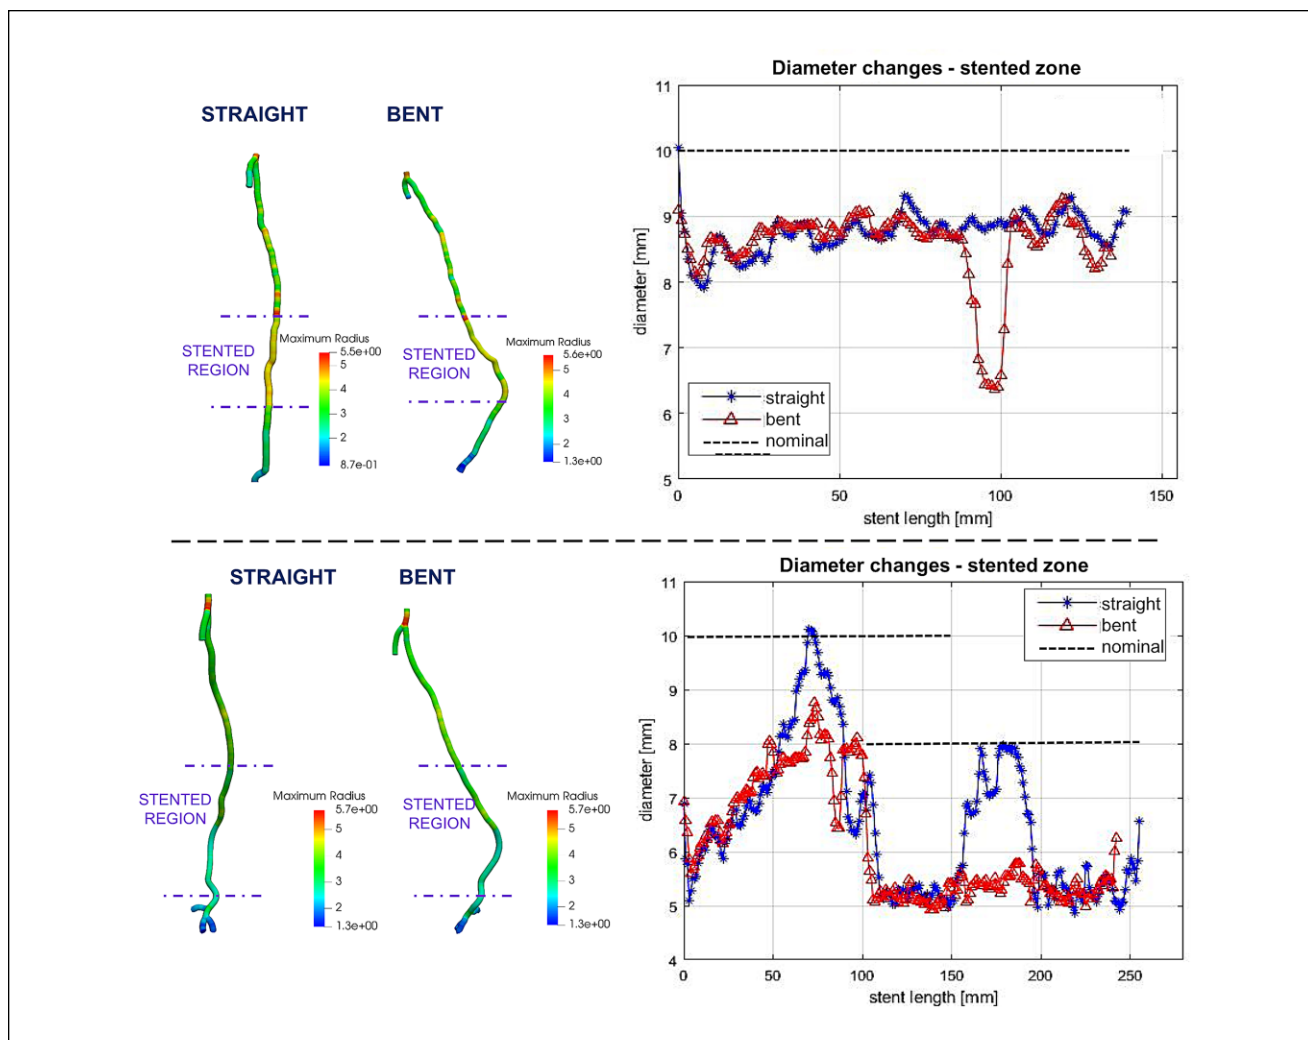 STRAIGHT
BENT
STENTED
REGION
Maximum Radius
5.5e+00
5
4
3
2
8.7e-01
STENTED
REGION
Maximum Radius
5.6e+00
5
4
3
2
1.3e+00
Diameter changes - stented zone
11
10
9
8
7
6
5
diameter [mm]
0
50
100
150
stent length [mm]
straight
bent
nominal
STRAIGHT
BENT
STENTED
REGION
Maximum Radius
5.7e+00
5
4
3
2
1.3e+00
STENTED
REGION
Maximum Radius
5.7e+00
5
4
3
2
1.3e+00
Diameter changes - stented zone
11
10
9
8
7
6
5
4
diameter [mm]
0
50
100
150
200
250
stent length [mm]
straight
bent
nominal